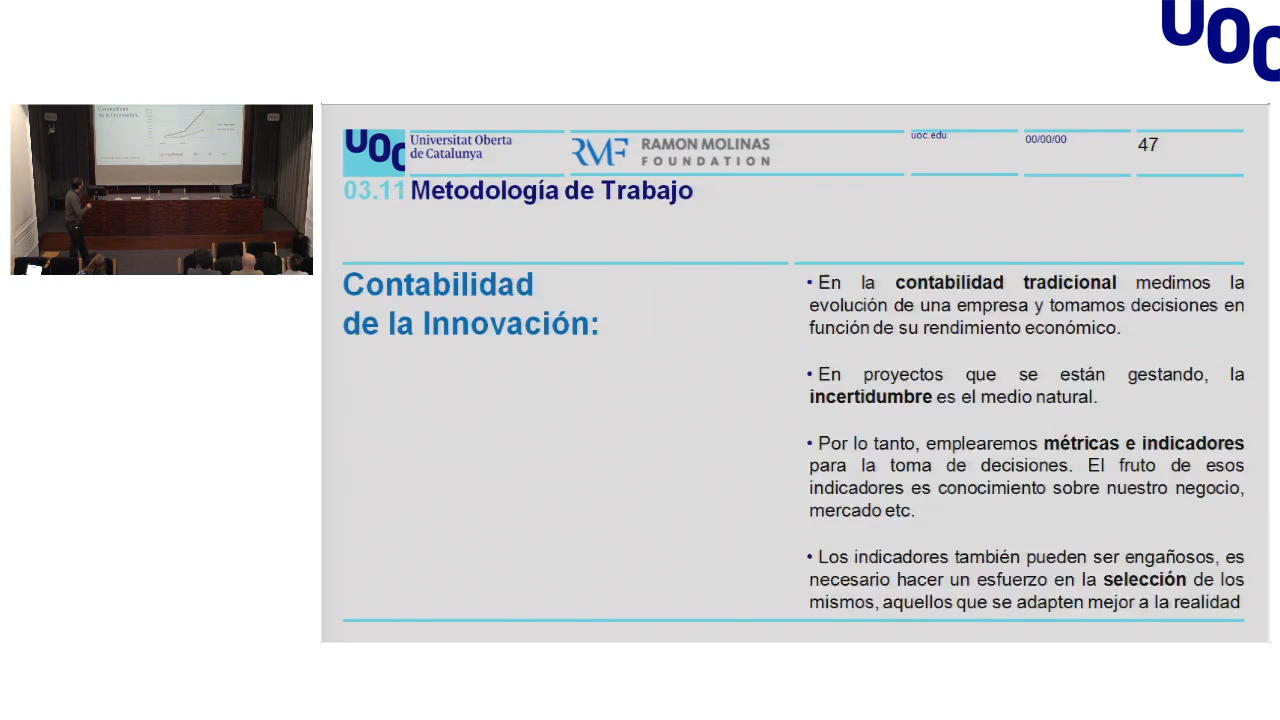 UOC
Contabilidad
de la Innovación:
UOC
Universitat Oberta
de Catalunya
RMF
RAMON MOLINAS
FOUNDATION
uoc.edu
00/00/00
47
03.11 Metodología de Trabajo
Contabilidad
de la Innovación:
• En la contabilidad tradicional medimos la
evolución de una empresa y tomamos decisiones en
función de su rendimiento económico.
• En proyectos que se están gestando, la
incertidumbre es el medio natural.
• Por lo tanto, emplearemos métricas e indicadores
para la toma de decisiones. El fruto de esos
indicadores es conocimiento sobre nuestro negocio,
mercado etc.
• Los indicadores también pueden ser engañosos, es
necesario hacer un esfuerzo en la selección de los
mismos, aquellos que se adapten mejor a la realidad